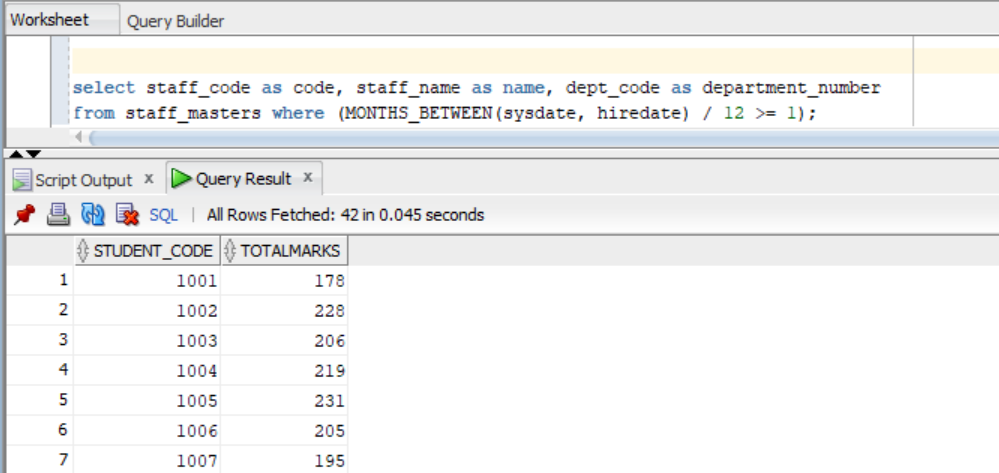 Worksheet Query Builder
select staff_code as code, staff_name as name, dept_code as department_number
from staff_masters where (MONTHS_BETWEEN(sysdate, hiredate) / 12 >= 1);
Script Output x Query Result x
SQL | All Rows Fetched: 42 in 0.045 seconds
STUDENT_CODE TOTALMARKS
1 1001 178
2 1002 228
3 1003 206
4 1004 219
5 1005 231
6 1006 205
7 1007 195